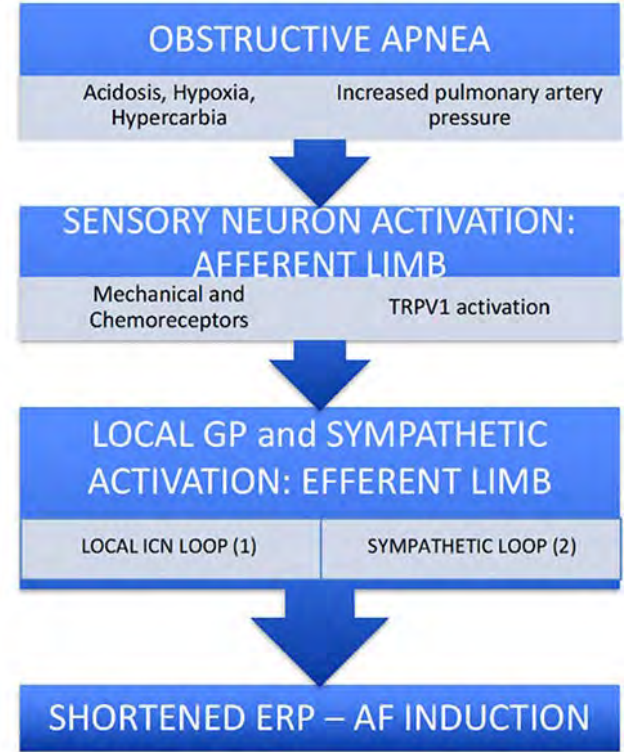 OBSTRUCTIVE APNEA
Acidosis, Hypoxia,
Hypercarbia
Increased pulmonary artery
pressure
SENSORY NEURON ACTIVATION:
AFFERENT LIMB
Mechanical and
Chemoreceptors
TRPV1 activation
LOCAL GP and SYMPATHETIC
ACTIVATION: EFFERENT LIMB
LOCAL ICN LOOP (1)
SYMPATHETIC LOOP (2)
SHORTENED ERP – AF INDUCTION